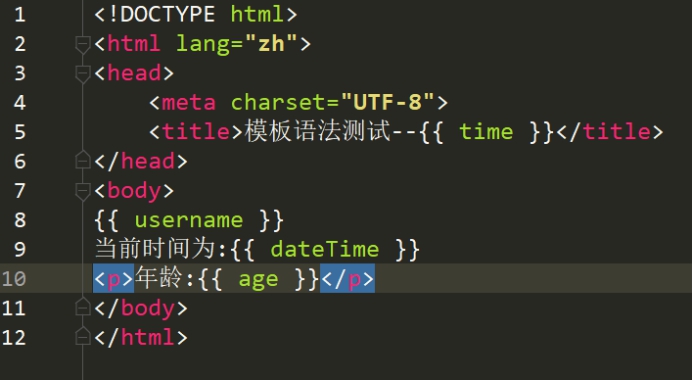 1 <!DOCTYPE html>
2 <html lang="zh">
3 <head>
4     <meta charset="UTF-8">
5     <title>模板语法测试--{{ time }}</title>
6 </head>
7 <body>
8 {{ username }}
9 当前时间为:{{ dateTime }}
10 <p>年龄:{{ age }}</p>
11 </body>
12 </html>